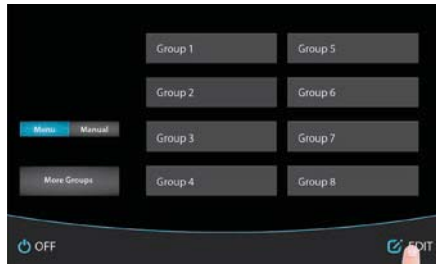 Group 1
Group 5
Group 2
Group 6
Menu
Manual
Group 3
Group 7
More Groups
Group 4
Group 8
OFF
EDIT